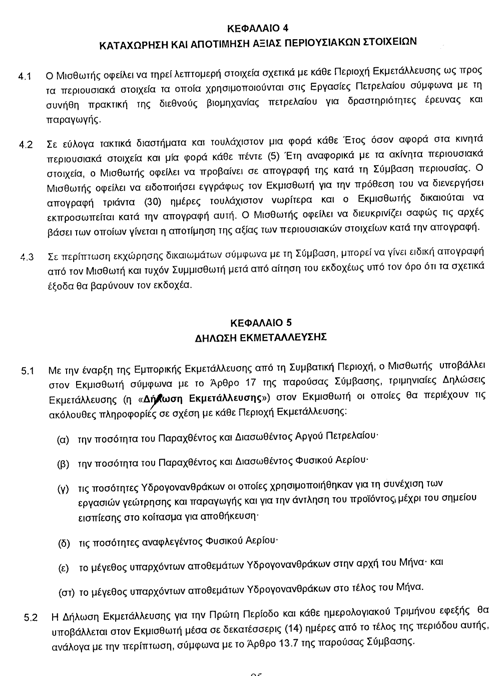 ΚΕΦΑΛΑΙΟ 4
ΚΑΤΑΧΩΡΗΣΗ ΚΑΙ ΑΠΟΤΙΜΗΣΗ ΑΞΙΑΣ ΠΕΡΙΟΥΣΙΑΚΩΝ ΣΤΟΙΧΕΙΩΝ
4.1 Ο Μισθωτής οφείλει να τηρεί λεπτομερή στοιχεία σχετικά με κάθε Περιοχή Εκμετάλλευσης ως προς
τα περιουσιακά στοιχεία τα οποία χρησιμοποιούνται στις Εργασίες Πετρελαίου σύμφωνα με τη
συνήθη πρακτική της διεθνούς βιομηχανίας πετρελαίου για δραστηριότητες έρευνας και
παραγωγής.
4.2 Σε εύλογα τακτικά διαστήματα και τουλάχιστον μια φορά κάθε Έτος όσον αφορά στα κινητά
περιουσιακά στοιχεία και μία φορά κάθε πέντε (5) Έτη αναφορικά με τα ακίνητα περιουσιακά
στοιχεία, ο Μισθωτής οφείλει να προβαίνει σε απογραφή της κατά τη Σύμβαση περιουσίας. Ο
Μισθωτής οφείλει να ειδοποιήσει εγγράφως τον Εκμισθωτή για την πρόθεση του να διενεργήσει
απογραφή τριάντα (30) ημέρες τουλάχιστον νωρίτερα και ο Εκμισθωτής δικαιούται να
εκπροσωπείται κατά την απογραφή αυτή. Ο Μισθωτής οφείλει να διευκρινίζει σαφώς τις αρχές
βάσει των οποίων γίνεται η αποτίμηση της αξίας των περιουσιακών στοιχείων κατά την απογραφή.
4.3 Σε περίπτωση εκχώρησης δικαιωμάτων σύμφωνα με τη Σύμβαση, μπορεί να γίνει ειδική απογραφή
από τον Μισθωτή και τυχόν Συμμισθωτή μετά από αίτηση του εκδοχέως υπό τον όρο ότι τα σχετικά
έξοδα θα βαρύνουν τον εκδοχέα.
ΚΕΦΑΛΑΙΟ 5
ΔΗΛΩΣΗ ΕΚΜΕΤΑΛΛΕΥΣΗΣ
5.1 Με την έναρξη της Εμπορικής Εκμετάλλευσης από τη Συμβατική Περιοχή, ο Μισθωτής υποβάλλει
στον Εκμισθωτή σύμφωνα με το Άρθρο 17 της παρούσας Σύμβασης, τριμηνιαίες Δηλώσεις
Εκμετάλλευσης (η «Δήλωση Εκμετάλλευσης») στον Εκμισθωτή οι οποίες θα περιέχουν τις
ακόλουθες πληροφορίες σε σχέση με κάθε Περιοχή Εκμετάλλευσης:
(α) την ποσότητα του Παραχθέντος και Διασωθέντος Αργού Πετρελαίου·
(β) την ποσότητα του Παραχθέντος και Διασωθέντος Φυσικού Αερίου·
(γ) τις ποσότητες Υδρογονανθράκων οι οποίες χρησιμοποιήθηκαν για τη συνέχιση των
εργασιών γεώτρησης και παραγωγής και για την άντληση του προϊόντος, μέχρι του σημείου
εισπίεσης στο κοίτασμα για αποθήκευση·
(δ) τις ποσότητες αναφλεγέντος Φυσικού Αερίου·
(ε) το μέγεθος υπαρχόντων αποθεμάτων Υδρογονανθράκων στην αρχή του Μήνα· και
(στ) το μέγεθος υπαρχόντων αποθεμάτων Υδρογονανθράκων στο τέλος του Μήνα.
5.2 Η Δήλωση Εκμετάλλευσης για την Πρώτη Περίοδο και κάθε ημερολογιακού Τριμήνου εφεξής θα
υποβάλλεται στον Εκμισθωτή μέσα σε δεκατέσσερις (14) ημέρες από το τέλος της περιόδου αυτής,
ανάλογα με την περίπτωση, σύμφωνα με το Άρθρο 13.7 της παρούσας Σύμβασης.